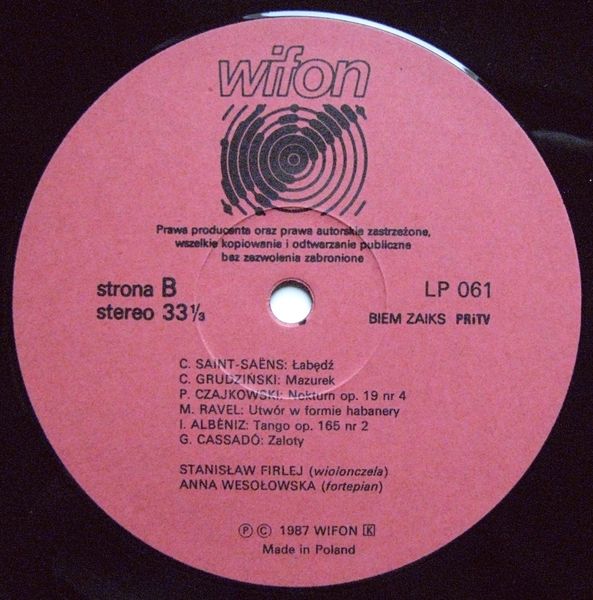 wifon
Prawa producenta oraz prawa autorskie zastrzeżone,
wszelkie kopiowanie i odtwarzanie publiczne
bez zezwolenia zabronione
strona B
stereo 33 1/3
LP 061
BIEM ZAIKS PRiTV
C. SAINT-SAËNS: Łabędź
C. GRUDZIŃSKI: Mazurek
P. CZAJKOWSKI: Nokturn op. 19 nr 4
M. RAVEL: Utwór w formie habanery
I. ALBÉNIZ: Tango op. 165 nr 2
G. CASSADÓ: Zaloty
STANISŁAW FIRLEJ (wiolonczela)
ANNA WESOŁOWSKA (fortepian)
Ⓟ Ⓒ 1987 WIFON K
Made in Poland